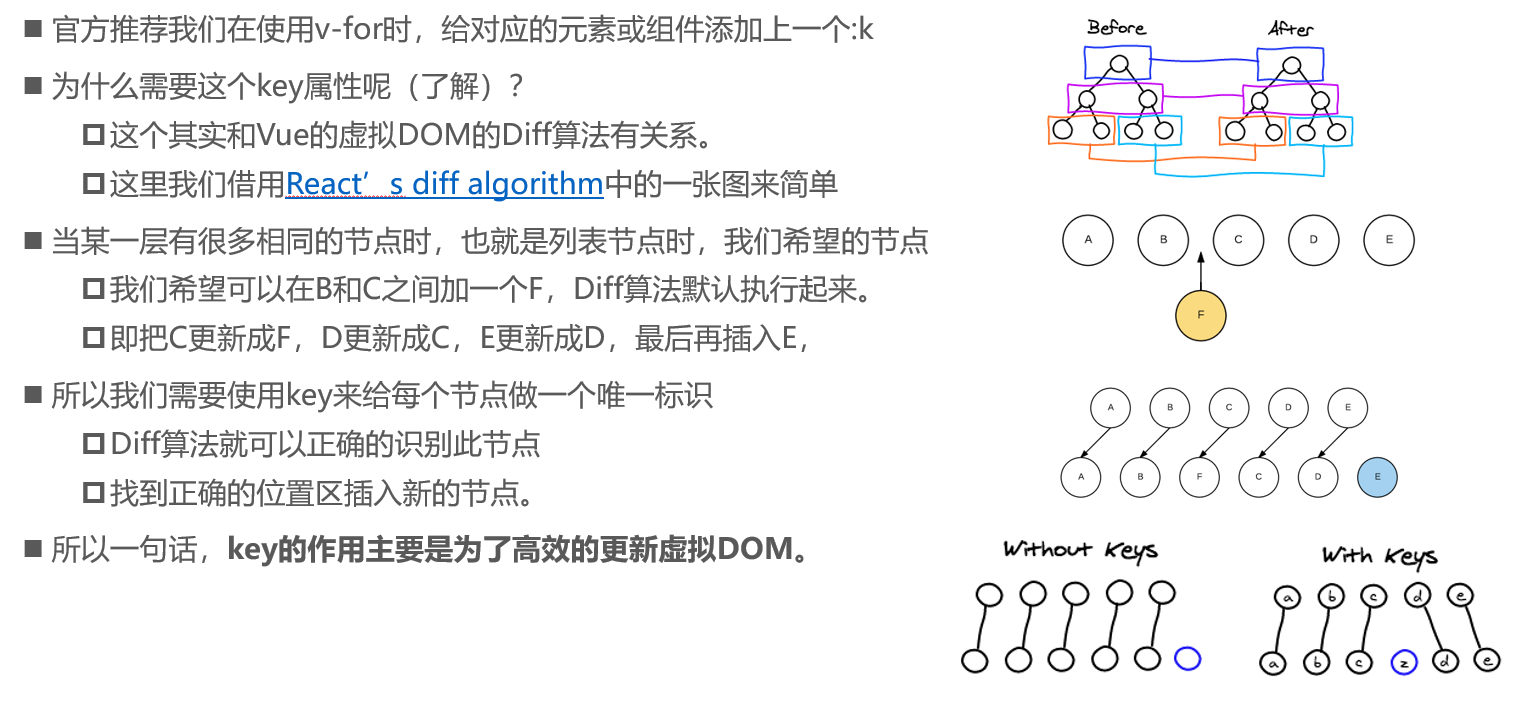 官方推荐我们在使用v-for时，给对应的元素或组件添加上一个:k
为什么需要这个key属性呢（了解）？
这个其实和Vue的虚拟DOM的Diff算法有关系。
这里我们借用React's diff algorithm中的一张图来简单
当某一层有很多相同的节点时，也就是列表节点时，我们希望的节点
我们希望可以在B和C之间加一个F，Diff算法默认执行起来。
即把C更新成F，D更新成C，E更新成D，最后再插入E，
所以我们需要使用key来给每个节点做一个唯一标识
Diff算法就可以正确的识别此节点
找到正确的位置区插入新的节点。
所以一句话，key的作用主要是为了高效的更新虚拟DOM。
Before After
A B C D E
F
A B C D E
A B F C D E
Without Keys
With Keys
a b c d e
a b c z d e